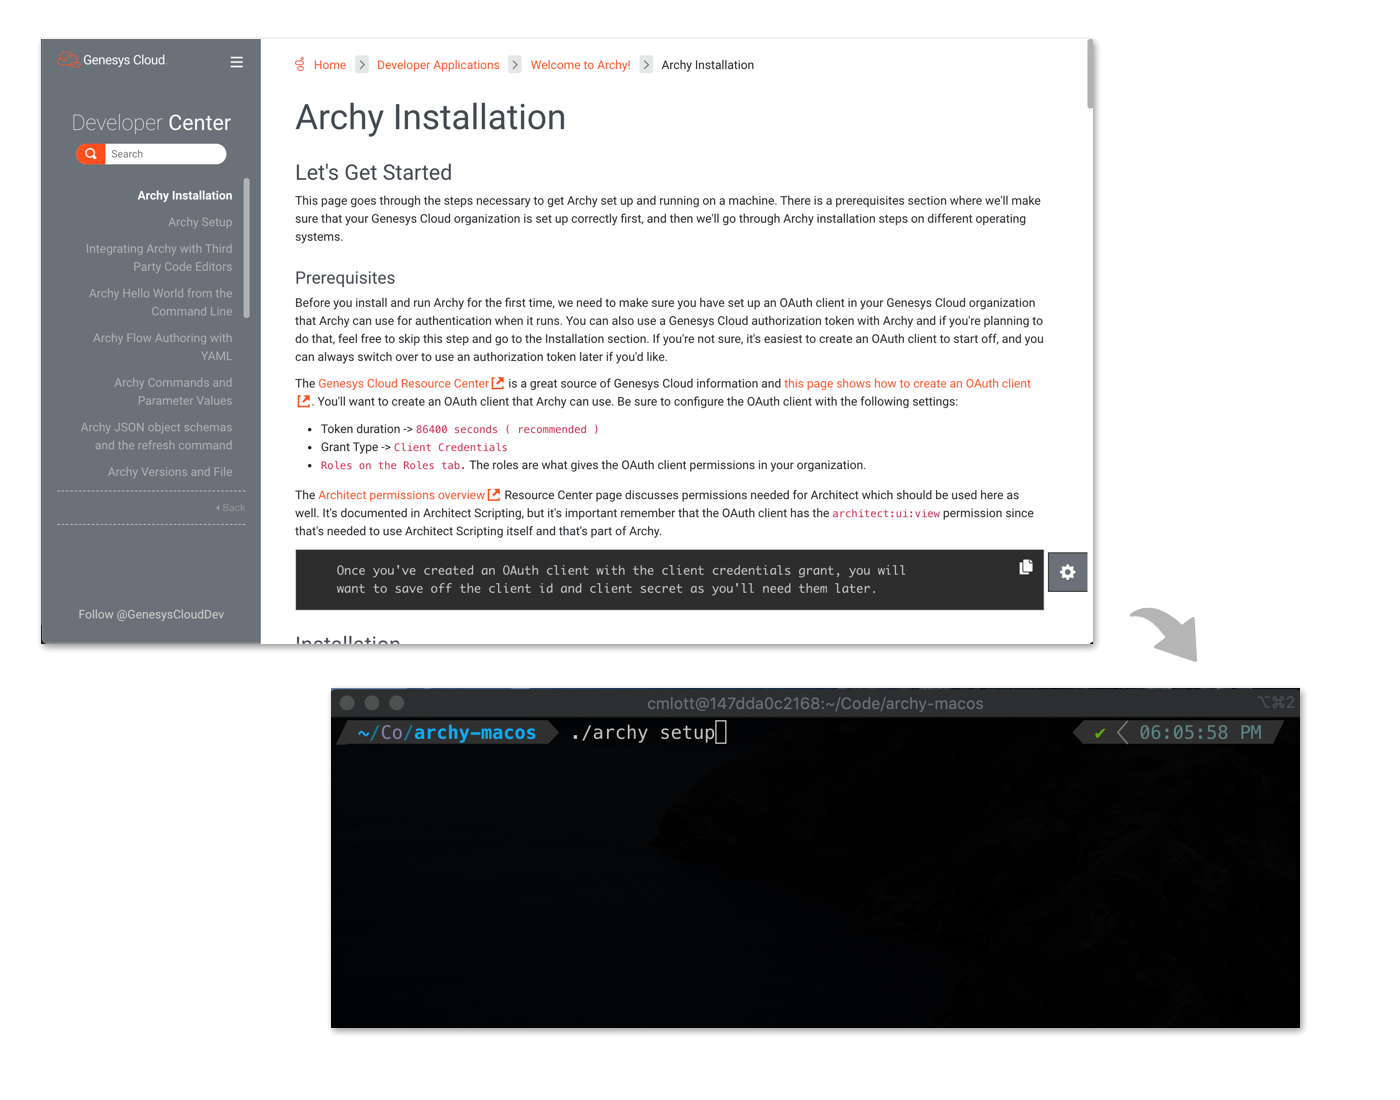 Genesys Cloud
Developer Center
Search
Archy Installation
Archy Setup
Integrating Archy with Third
Party Code Editors
Archy Hello World from the
Command Line
Archy Flow Authoring with
YAML
Archy Commands and
Parameter Values
Archy JSON object schemas
and the refresh command
Archy Versions and File
Back
Follow @GenesysCloudDev
Home > Developer Applications > Welcome to Archy! > Archy Installation
Archy Installation
Let's Get Started
This page goes through the steps necessary to get Archy set up and running on a machine. There is a prerequisites section where we'll make
sure that your Genesys Cloud organization is set up correctly first, and then we'll go through Archy installation steps on different operating
systems.
Prerequisites
Before you install and run Archy for the first time, we need to make sure you have set up an OAuth client in your Genesys Cloud organization
that Archy can use for authentication when it runs. You can also use a Genesys Cloud authorization token with Archy and if you're planning to
do that, feel free to skip this step and go to the Installation section. If you're not sure, it's easiest to create an OAuth client to start off, and you
can always switch over to use an authorization token later if you'd like.
The Genesys Cloud Resource Center is a great source of Genesys Cloud information and this page shows how to create an OAuth client
. You'll want to create an OAuth client that Archy can use. Be sure to configure the OAuth client with the following settings:
• Token duration -> 86400 seconds ( recommended )
• Grant Type -> Client Credentials
• Roles on the Roles tab. The roles are what gives the OAuth client permissions in your organization.
The Architect permissions overview Resource Center page discusses permissions needed for Architect which should be used here as
well. It's documented in Architect Scripting, but it's important remember that the OAuth client has the architect:ui:view permission since
that's needed to use Architect Scripting itself and that's part of Archy.
Once you've created an OAuth client with the client credentials grant, you will
want to save off the client id and client secret as you'll need them later.
Installation
cmlott@147dda0c2168:~/Code/archy-macos ⌥⌘2
~/Co/archy-macos ./archy setup ✔ 06:05:58 PM